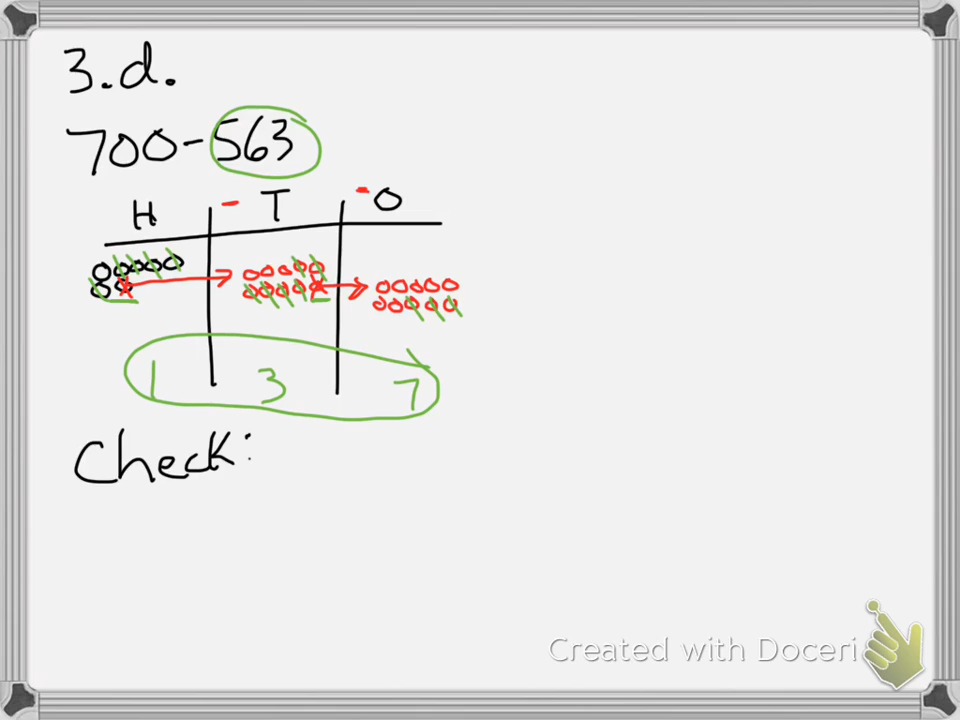 3.d.
700-563
H - T - O
1 3 7
Check:
Created with Doceri